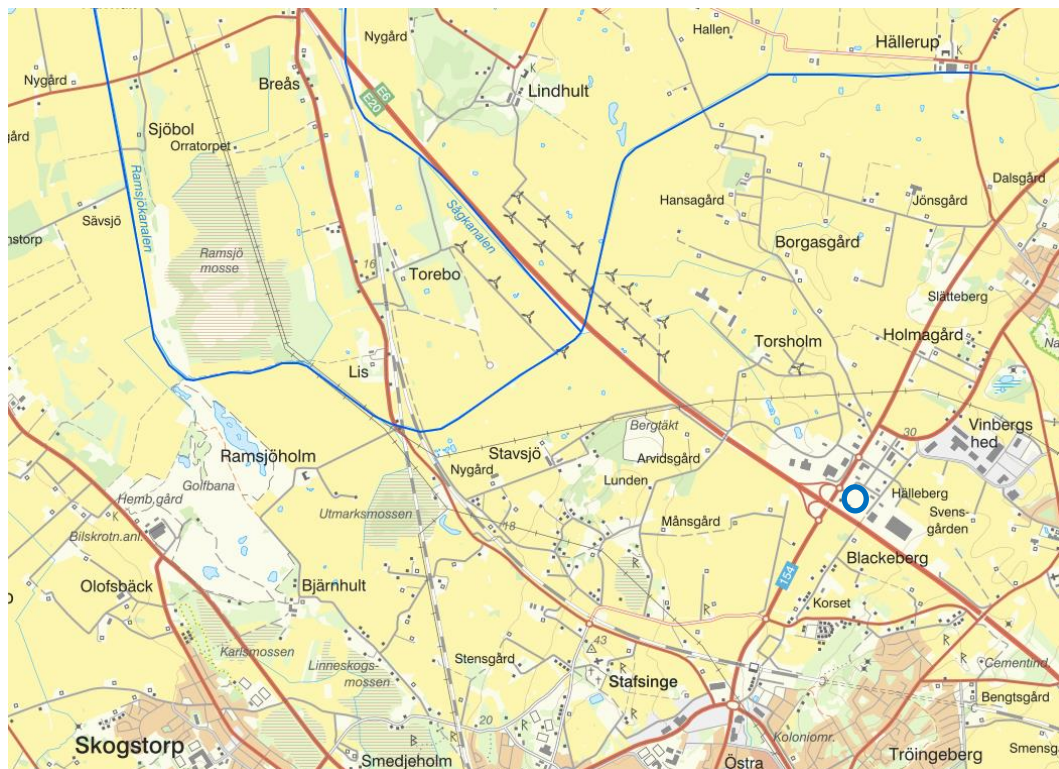 Nygård
Hallen
Hällerup
K
Breås
Nygård
E6
E20
K
Lindhult
Sjöbol
Orratorpet
gård
Ramsjökanalen
Sågkanalen
Hansagård
Dalsgård
Jönsgård
Sävsjö
nstorp
Ramsjö
mosse
16
Torebo
Borgasgård
Slätteberg
Torsholm
Holmagård
Na
Lis
Bergtäkt
30
Vinbergs
hed
Ramsjöholm
Stavsjö
Nygård
Arvidsgård
Golfbana
Lunden
Hälleberg
Hemb.gård
K
Utmarksmossen
18
Månsgård
Svens-
gården
Bilskrotn.anl.
Blackeberg
R
154
Olofsbäck
Bjärnhult
R
Korset
R
R
43
Karlsmossen
Linneskogs-
mossen
Stensgård
Stafsinge
R
R
Cementind.
Bengtsgård
20
Skogstorp
B
R
R
Koloniomr.
Smedjeholm
Östra
Tröingeberg
Smensg